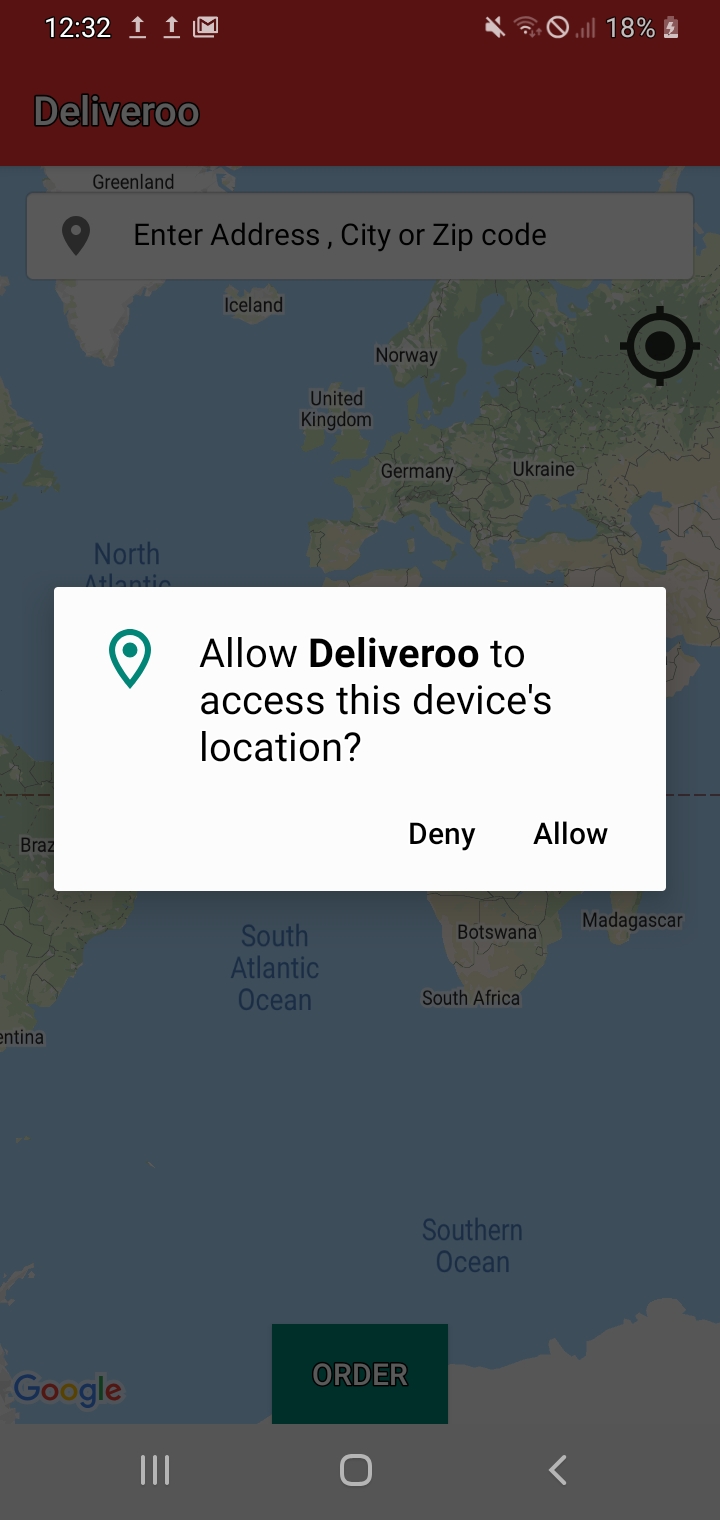 12:32
18%
Deliveroo
Greenland
Enter Address , City or Zip code
Iceland
Norway
United
Kingdom
Germany
Ukraine
North
Atlantic
Allow Deliveroo to
access this device's
location?
Deny Allow
Braz
Madagascar
Botswana
South
Atlantic
Ocean
South Africa
entina
Southern
Ocean
ORDER
Google